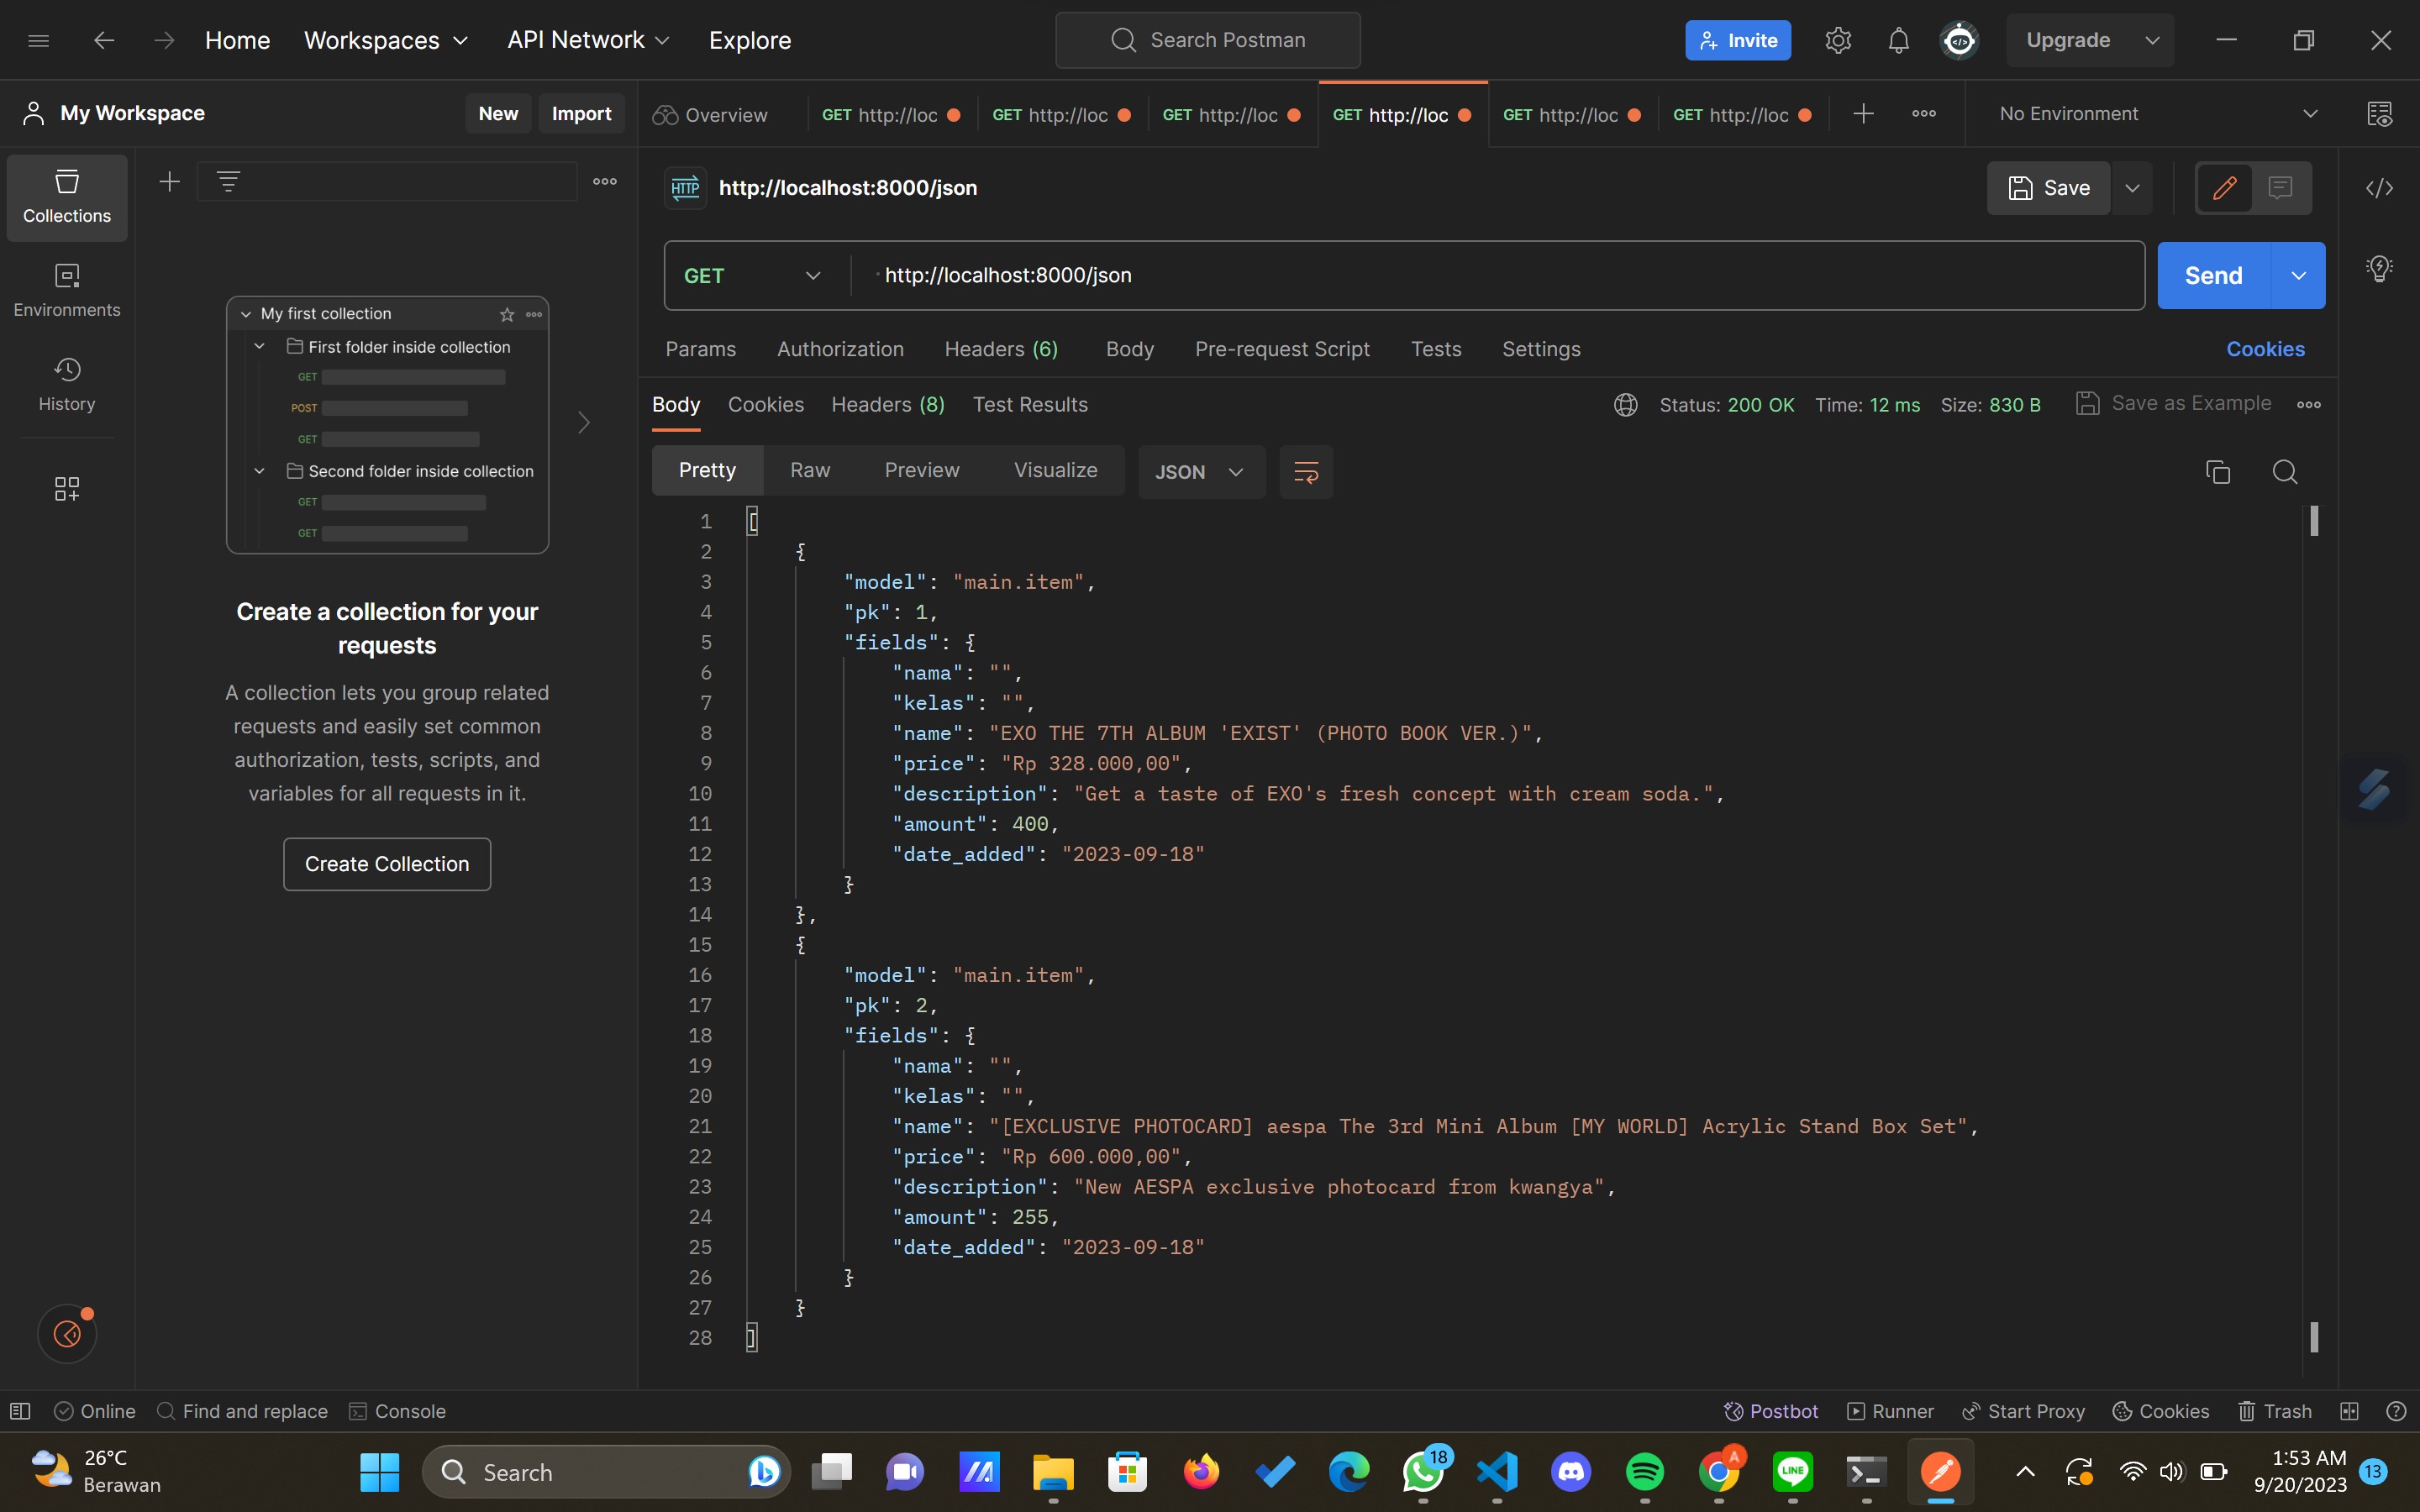 Home Workspaces API Network Explore Search Postman Invite Upgrade
My Workspace New Import Overview GET http://loc GET http://loc GET http://loc GET http://loc GET http://loc GET http://loc No Environment
Collections
Environments
History
My first collection
First folder inside collection
GET
POST
GET
Second folder inside collection
GET
GET
Create a collection for your
requests
A collection lets you group related
requests and easily set common
authorization, tests, scripts, and
variables for all requests in it.
Create Collection
HTTP http://localhost:8000/json Save
GET http://localhost:8000/json Send
Params Authorization Headers (6) Body Pre-request Script Tests Settings Cookies
Body Cookies Headers (8) Test Results Status: 200 OK Time: 12 ms Size: 830 B Save as Example
Pretty Raw Preview Visualize JSON
1 [
2 {
3 "model": "main.item",
4 "pk": 1,
5 "fields": {
6 "nama": "",
7 "kelas": "",
8 "name": "EXO THE 7TH ALBUM 'EXIST' (PHOTO BOOK VER.)",
9 "price": "Rp 328.000,00",
10 "description": "Get a taste of EXO's fresh concept with cream soda.",
11 "amount": 400,
12 "date_added": "2023-09-18"
13 }
14 },
15 {
16 "model": "main.item",
17 "pk": 2,
18 "fields": {
19 "nama": "",
20 "kelas": "",
21 "name": "[EXCLUSIVE PHOTOCARD] aespa The 3rd Mini Album [MY WORLD] Acrylic Stand Box Set",
22 "price": "Rp 600.000,00",
23 "description": "New AESPA exclusive photocard from kwangya",
24 "amount": 255,
25 "date_added": "2023-09-18"
26 }
27 }
28 ]
Online Find and replace Console Postbot Runner Start Proxy Cookies Trash
26°C
Berawan
Search
18
A
LINE
1:53 AM
9/20/2023
13